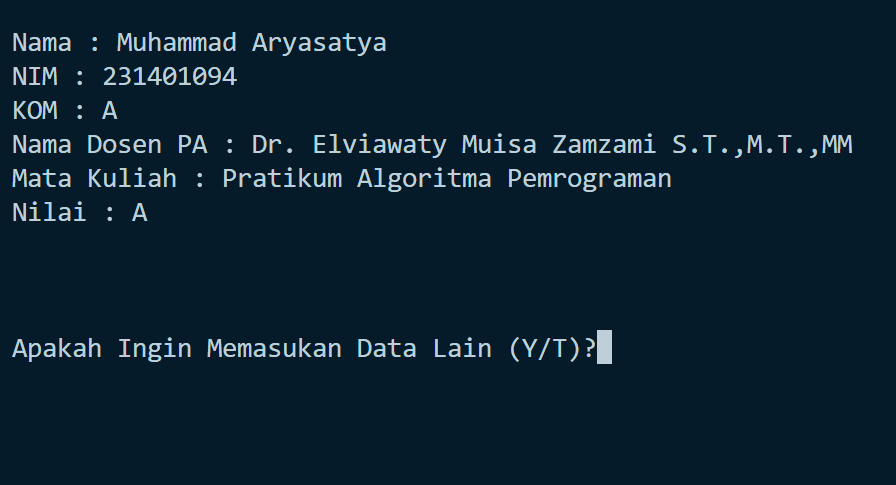 Nama : Muhammad Aryasatya
NIM : 231401094
KOM : A
Nama Dosen PA : Dr. Elviawaty Muisa Zamzami S.T.,M.T.,MM
Mata Kuliah : Pratikum Algoritma Pemrograman
Nilai : A
Apakah Ingin Memasukan Data Lain (Y/T)?